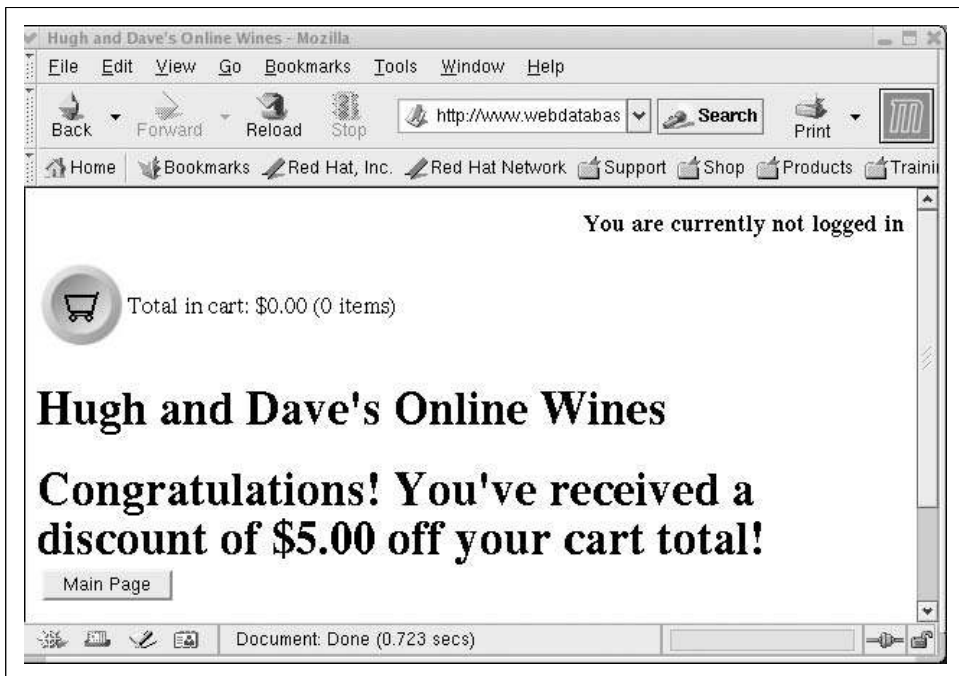 Hugh and Dave's Online Wines - Mozilla
File Edit View Go Bookmarks Tools Window Help
Back Forward Reload Stop http://www.webdatabas Search Print
Home Bookmarks Red Hat, Inc. Red Hat Network Support Shop Products Traini
You are currently not logged in
Total in cart: $0.00 (0 items)
Hugh and Dave's Online Wines
Congratulations! You've received a
discount of $5.00 off your cart total!
Main Page
Document: Done (0.723 secs)